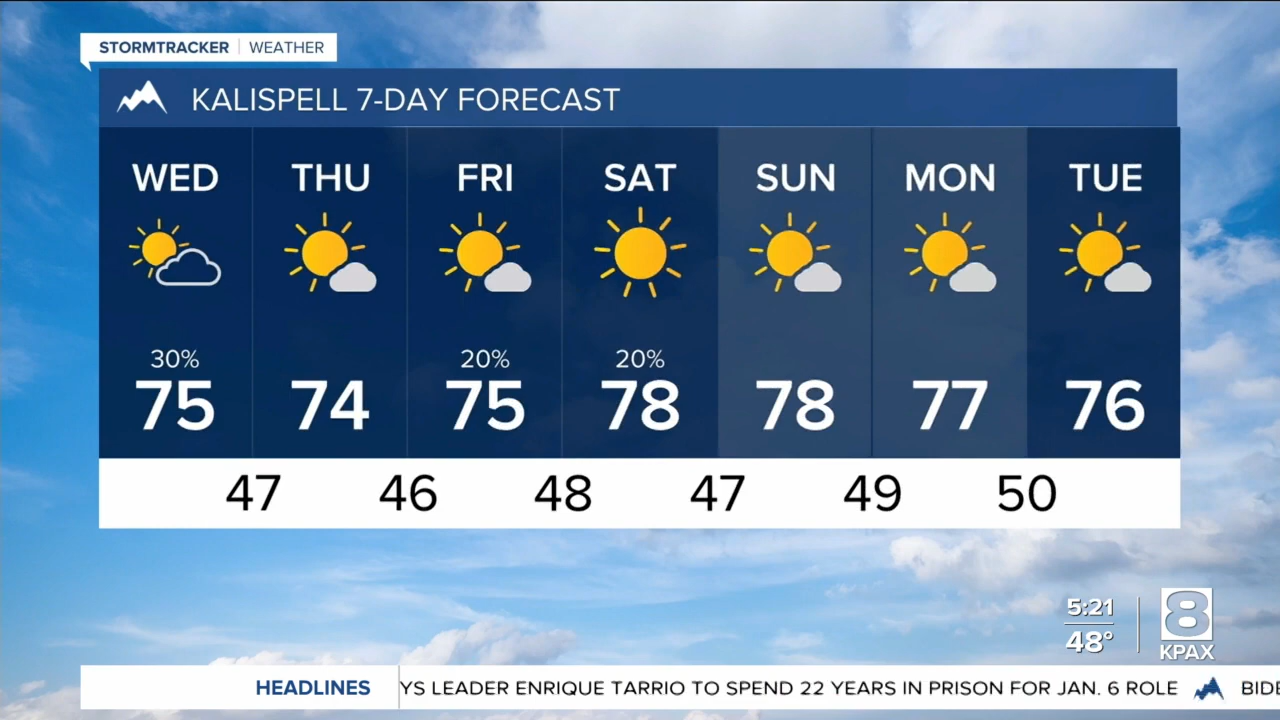 STORMTRACKER | WEATHER
KALISPELL 7-DAY FORECAST
WED THU FRI SAT SUN MON TUE
30% 20% 20%
75 74 75 78 78 77 76
47 46 48 47 49 50
5:21
48°
8
KPAX
HEADLINES YS LEADER ENRIQUE TARRIO TO SPEND 22 YEARS IN PRISON FOR JAN. 6 ROLE BIDE